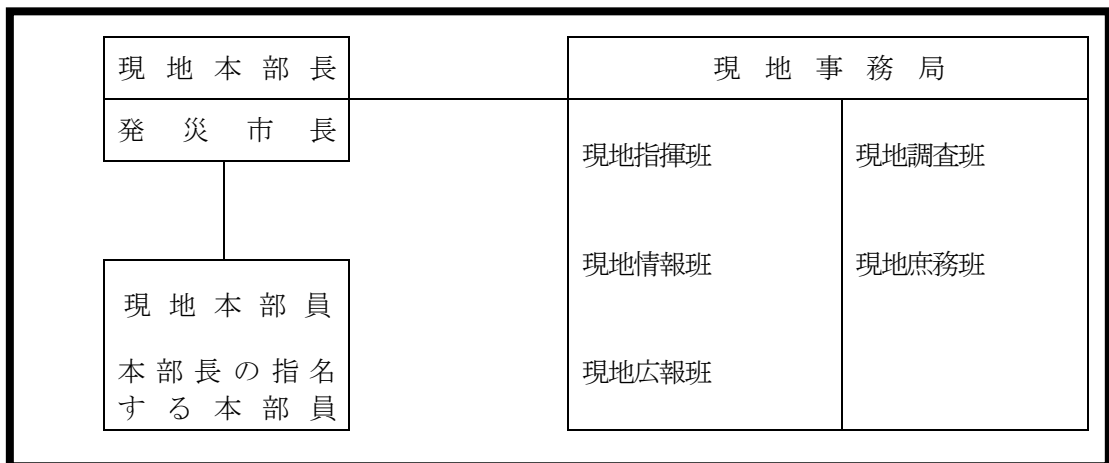 現地本部長
発災市長
現地本部員
本部長の指名
する本部員
現地事務局
現地指揮班
現地情報班
現地広報班
現地調査班
現地庶務班